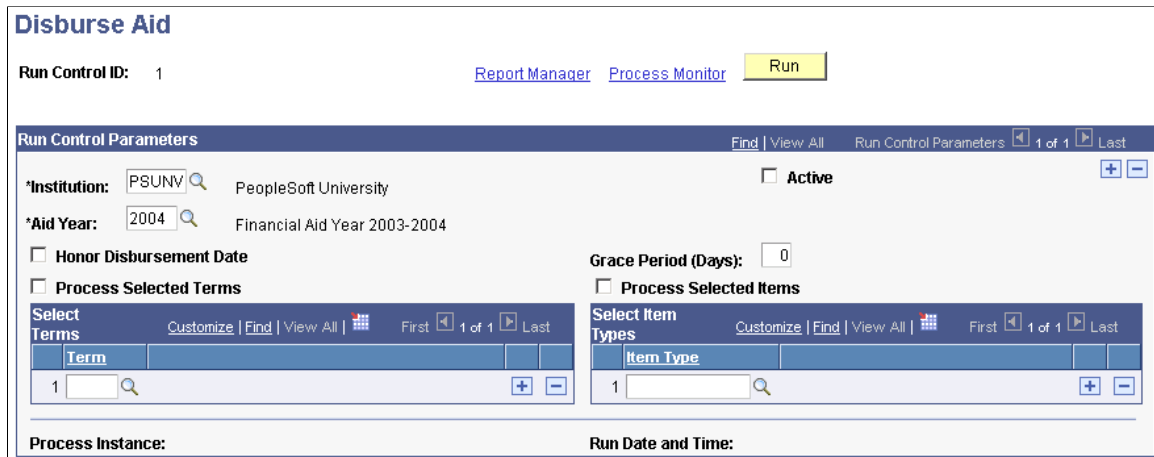 Disburse Aid
Run Control ID: 1 Report Manager Process Monitor Run
Run Control Parameters Find | View All Run Control Parameters 1 of 1 Last
*Institution: PSUNV PeopleSoft University Active
*Aid Year: 2004 Financial Aid Year 2003-2004
Honor Disbursement Date Grace Period (Days): 0
Process Selected Terms Process Selected Items
Select Terms Customize | Find | View All | First 1 of 1 Last Select Item Types Customize | Find | View All | First 1 of 1 Last
Term Item Type
1 1
Process Instance: Run Date and Time: